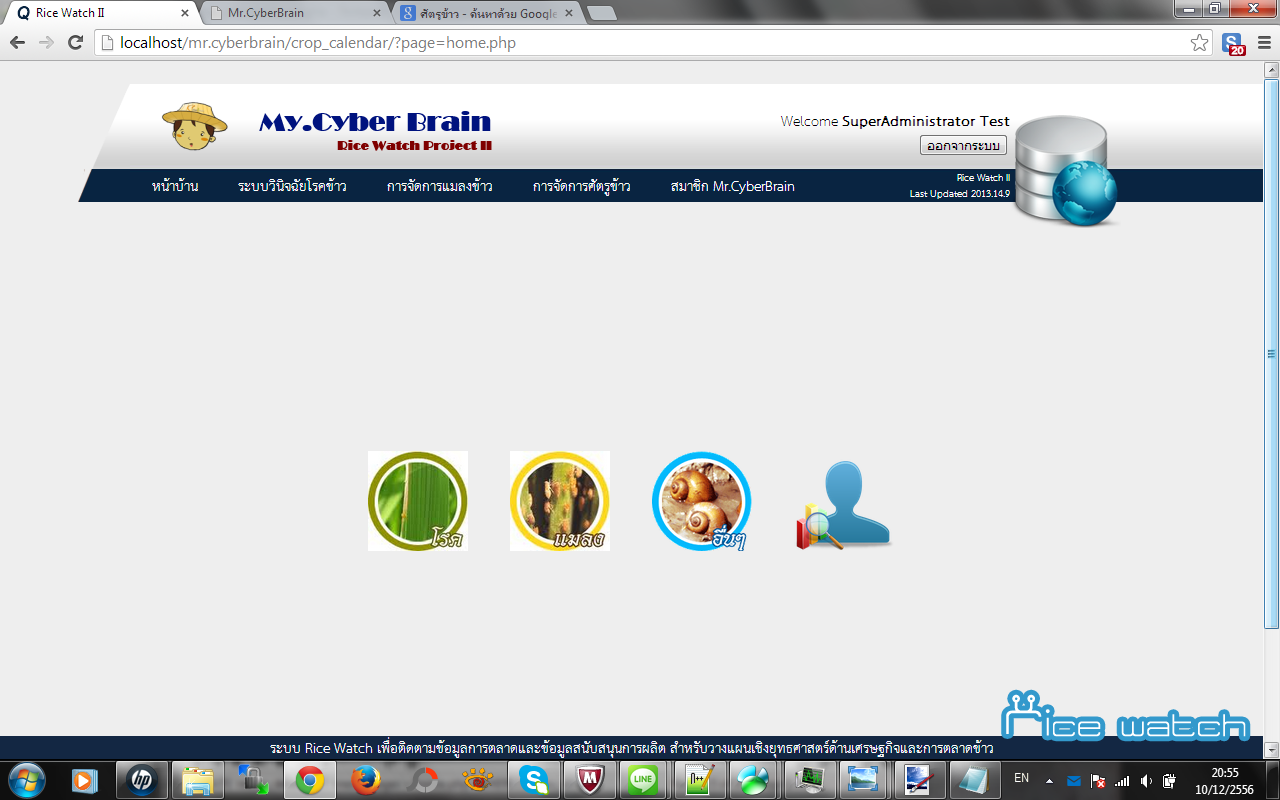 Rice Watch II
Mr.CyberBrain
ศัตรูข้าว - ค้นหาด้วย Google
localhost/mr.cyberbrain/crop_calendar/?page=home.php
20
My.Cyber Brain
Rice Watch Project II
Welcome SuperAdministrator Test
ออกจากระบบ
หน้าบ้าน ระบบวินิจฉัยโรคข้าว การจัดการแมลงข้าว การจัดการศัตรูข้าว สมาชิก Mr.CyberBrain
Rice Watch II
Last Updated 2013.14.9
โรค แมลง อื่นๆ
Rice watch
ระบบ Rice Watch เพื่อติดตามข้อมูลการตลาดและข้อมูลสนับสนุนการผลิต สำหรับวางแผนเชิงยุทธศาสตร์ด้านเศรษฐกิจและการตลาดข้าว
hp
LINE
EN
20:55
10/12/2556